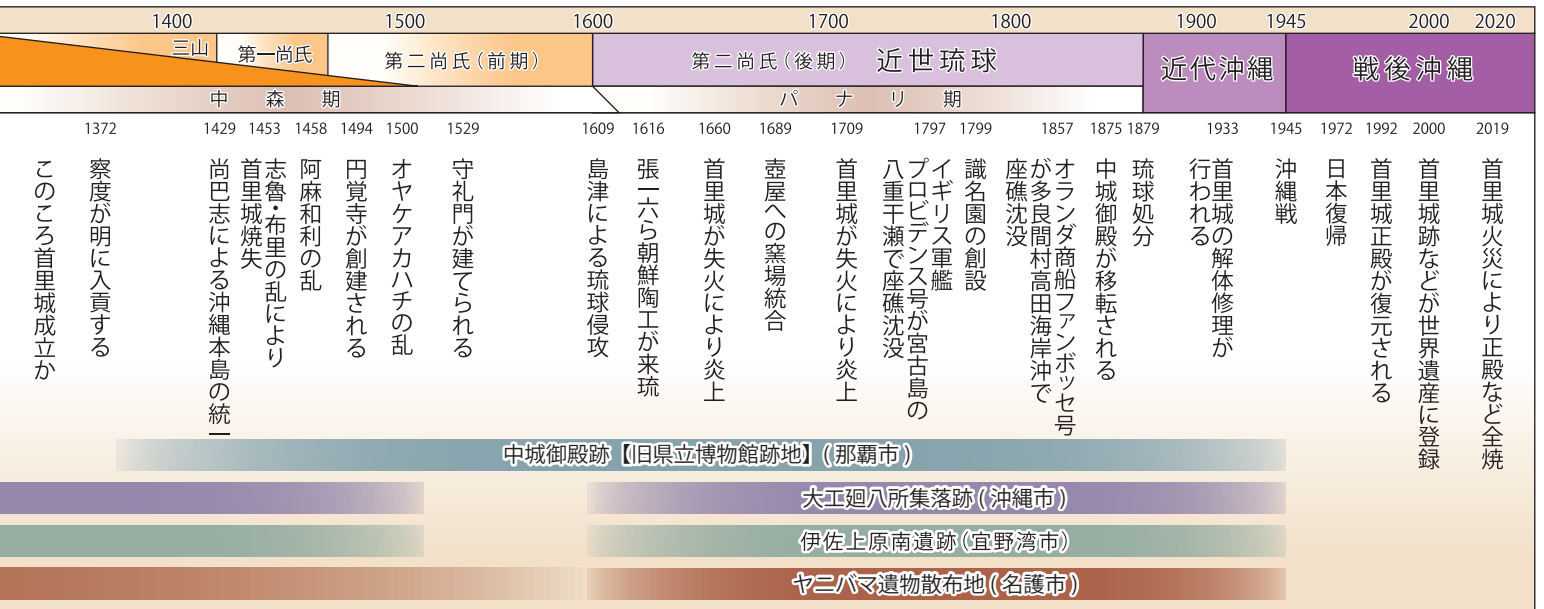 1400 1500 1600 1700 1800 1900 1945 2000 2020
三山 第一尚氏 第二尚氏(前期) 第二尚氏(後期) 近世琉球 近代沖縄 戦後沖縄
中森期 パナリ期
1372 1429 1453 1458 1494 1500 1529 1609 1616 1660 1689 1709 1797 1799 1857 1875 1879 1933 1945 1972 1992 2000 2019
このころ首里城成立か
察度が明に入貢する
尚巴志による沖縄本島の統一
志魯・布里の乱により
首里城焼失
阿麻和利の乱
円覚寺が創建される
オヤケアカハチの乱
守礼門が建てられる
島津による琉球侵攻
張一六ら朝鮮陶工が来琉
首里城が失火により炎上
壺屋への窯場統合
首里城が失火により炎上
イギリス軍艦
プロビデンス号が宮古島の
八重干瀬で座礁沈没
識名園の創設
オランダ商船ファンボッセ号
が多良間村高田海岸沖で
座礁沈没
中城御殿が移転される
琉球処分
首里城の解体修理が
行われる
沖縄戦
日本復帰
首里城正殿が復元される
首里城跡などが世界遺産に登録
首里城火災により正殿など全焼
中城御殿跡【旧県立博物館跡地】(那覇市)
大工廻八所集落跡(沖縄市)
伊佐上原南遺跡(宜野湾市)
ヤニバマ遺物散布地(名護市)